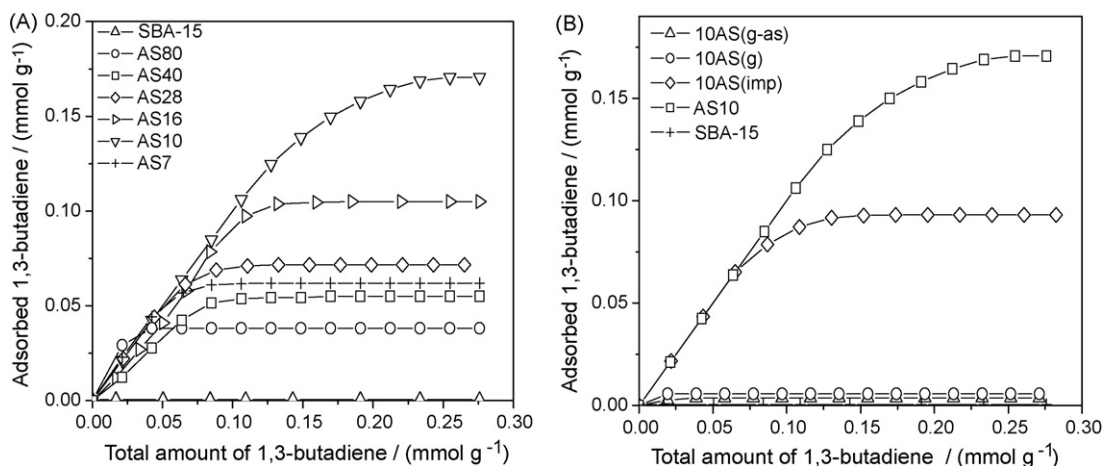 (A)
SBA-15
AS80
AS40
AS28
AS16
AS10
AS7
0.20
0.15
0.10
0.05
0.00
Adsorbed 1,3-butadiene / (mmol g⁻¹)
0.00 0.05 0.10 0.15 0.20 0.25 0.30
Total amount of 1,3-butadiene / (mmol g⁻¹)
(B)
10AS(g-as)
10AS(g)
10AS(imp)
AS10
SBA-15
0.15
0.10
0.05
0.00
Adsorbed 1,3-butadiene / (mmol g⁻¹)
0.00 0.05 0.10 0.15 0.20 0.25 0.30
Total amount of 1,3-butadiene / (mmol g⁻¹)